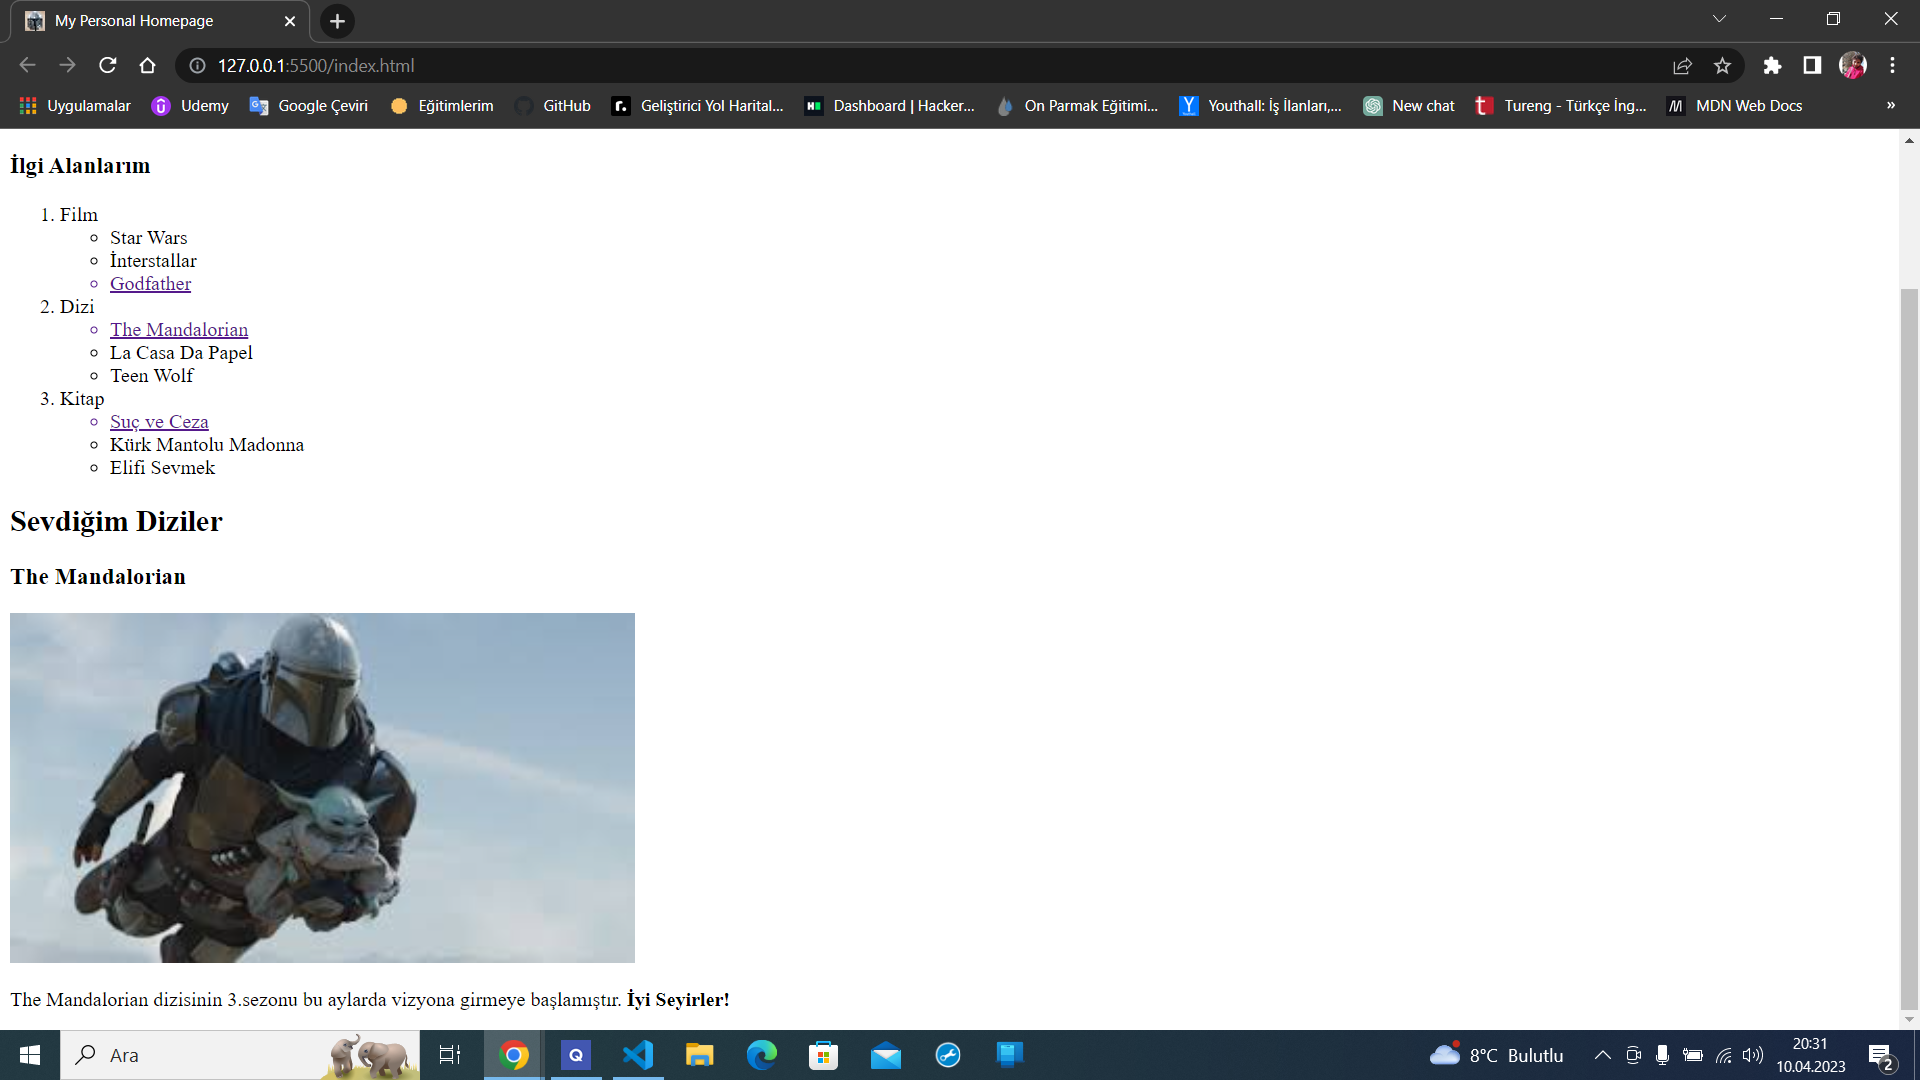 My Personal Homepage
127.0.0.1:5500/index.html
Uygulamalar Udemy Google Çeviri Eğitimlerim GitHub Geliştirici Yol Harital... Dashboard | Hacker... On Parmak Eğitimi... Youthall: İş İlanları,... New chat Tureng - Türkçe İng... MDN Web Docs »
İlgi Alanlarım
1. Film
Star Wars
İnterstallar
Godfather
2. Dizi
The Mandalorian
La Casa Da Papel
Teen Wolf
3. Kitap
Suç ve Ceza
Kürk Mantolu Madonna
Elifi Sevmek
Sevdiğim Diziler
The Mandalorian
The Mandalorian dizisinin 3.sezonu bu aylarda vizyona girmeye başlamıştır. İyi Seyirler!
Ara
8°C Bulutlu
20:31
10.04.2023
2